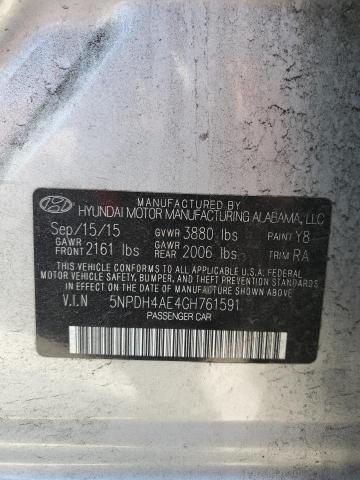 MANUFACTURED BY
HYUNDAI MOTOR MANUFACTURING ALABAMA, LLC
Sep/15/15 GVWR 3880 lbs PAINT Y8
GAWR FRONT 2161 lbs GAWR REAR 2006 lbs TRIM RA
THIS VEHICLE CONFORMS TO ALL APPLICABLE U.S. FEDERAL
MOTOR VEHICLE SAFETY, BUMPER, AND THEFT PREVENTION
STANDARDS IN EFFECT ON THE DATE OF MANUFACTURE SHOWN ABOVE.
V.I.N 5NPDH4AE4GH761591
PASSENGER CAR